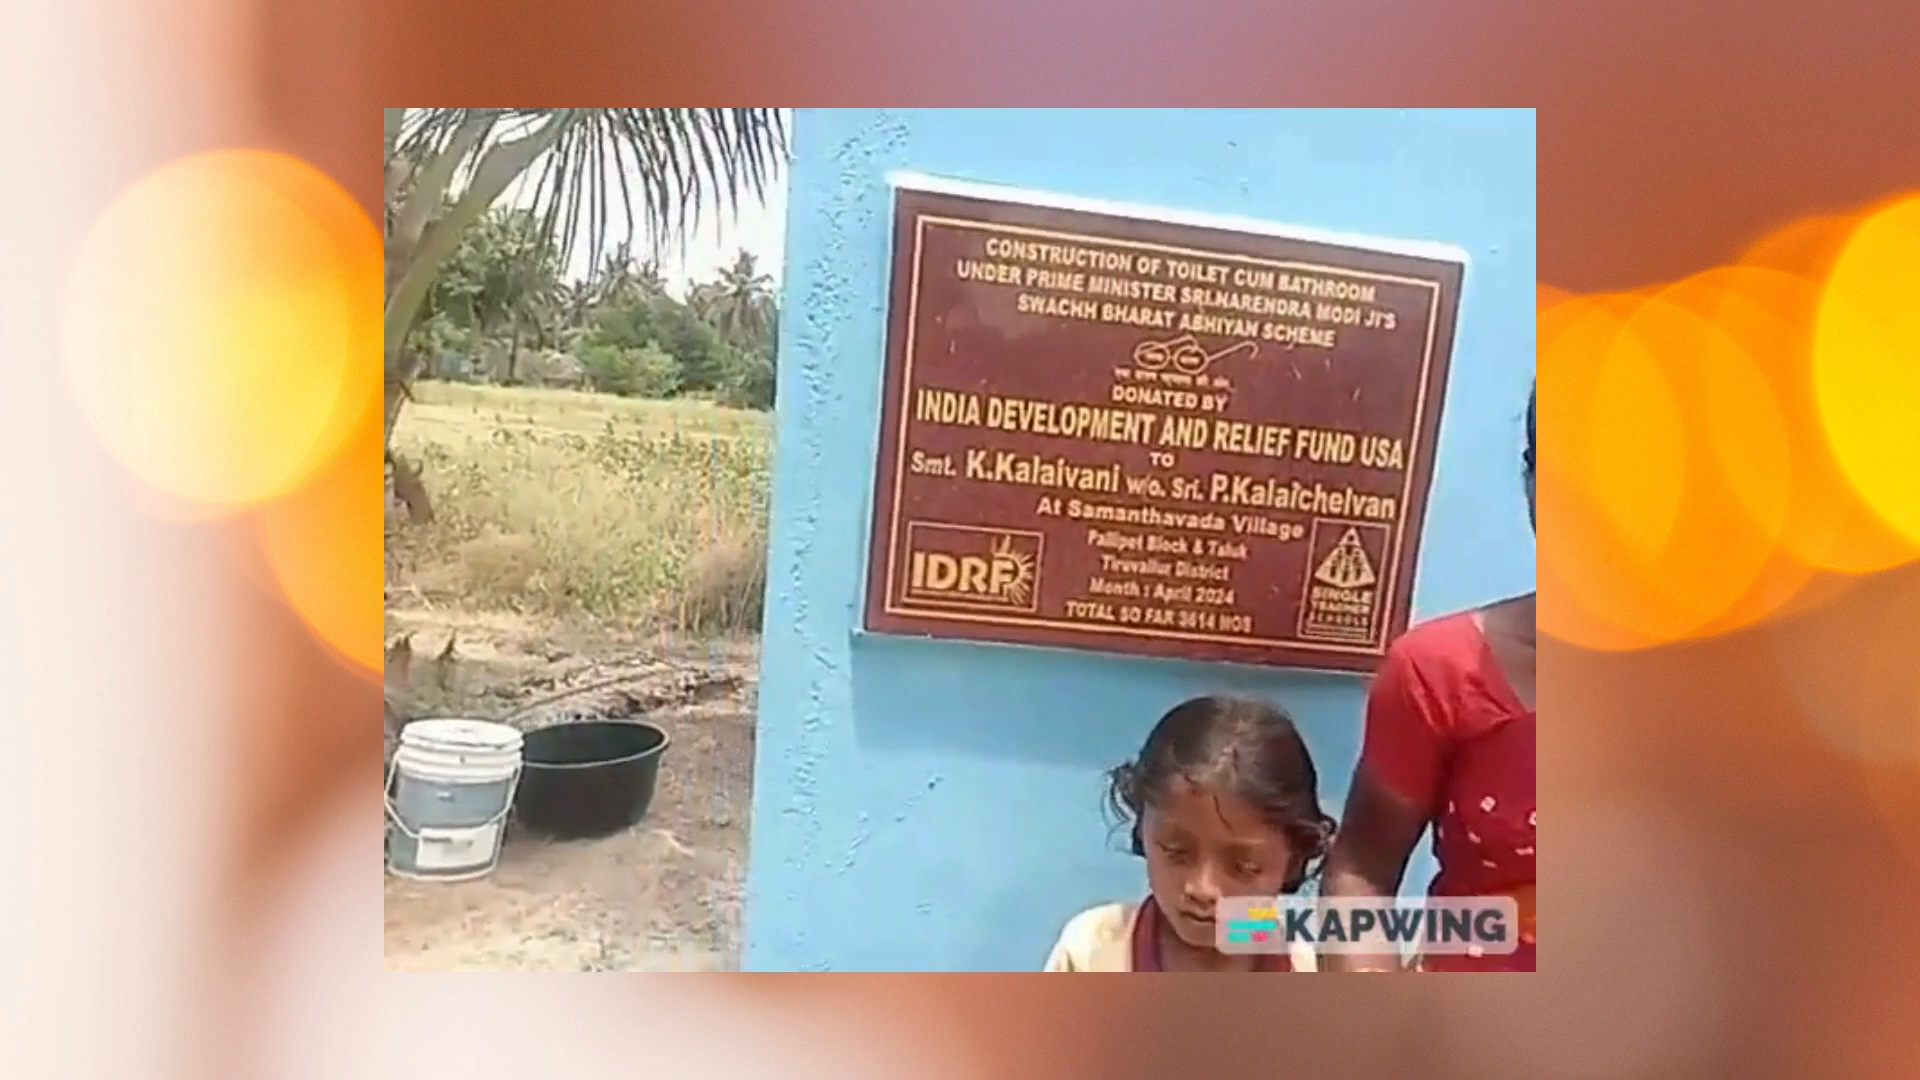 CONSTRUCTION OF TOILET CUM BATHROOM
UNDER PRIME MINISTER SRI.NARENDRA MODI JI'S
SWACHH BHARAT ABHIYAN SCHEME
DONATED BY
INDIA DEVELOPMENT AND RELIEF FUND USA
TO
Smt. K.Kalaivani w/o. Sri. P.Kalaichelvan
At Samanthavada Village
Pallipet Block & Taluk
Tiruvallur District
Month : April 2024
TOTAL SO FAR 3614 NOS
IDRF
SINGLE
TEACHER
SCHOOLS
KAPWING